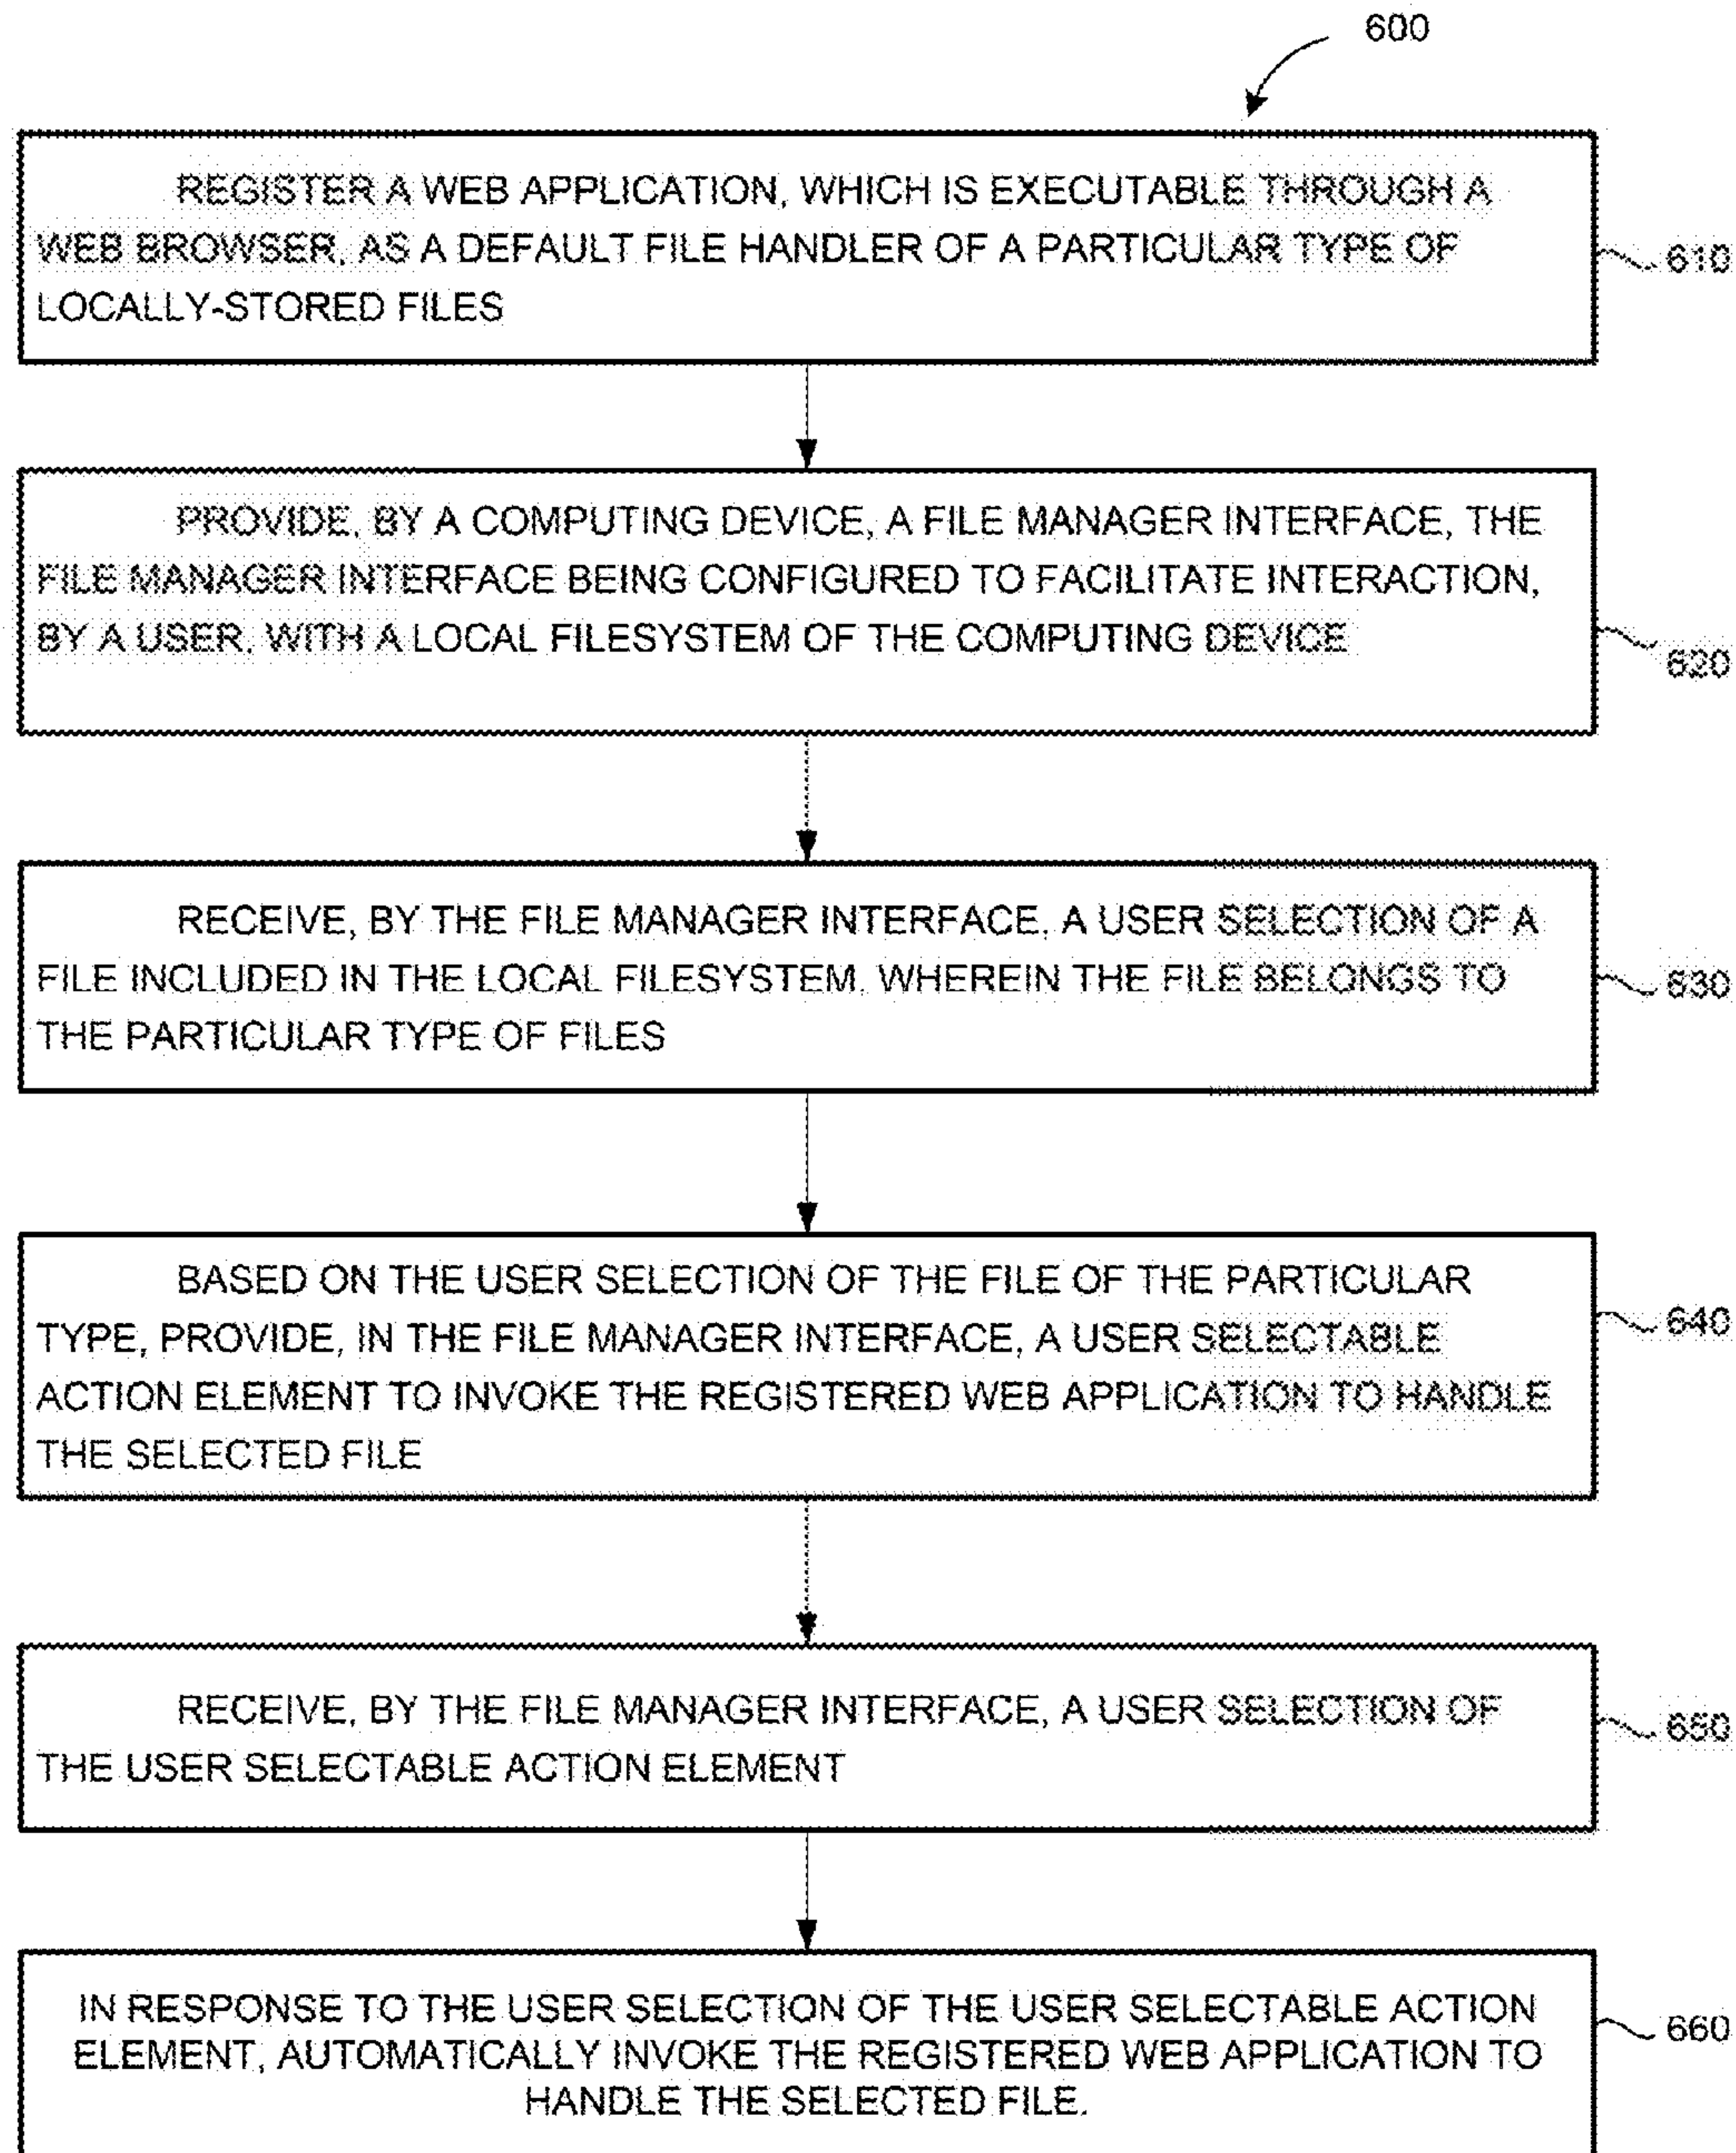 600
REGISTER A WEB APPLICATION, WHICH IS EXECUTABLE THROUGH A
WEB BROWSER, AS A DEFAULT FILE HANDLER OF A PARTICULAR TYPE OF
LOCALLY-STORED FILES
610
PROVIDE, BY A COMPUTING DEVICE, A FILE MANAGER INTERFACE, THE
FILE MANAGER INTERFACE BEING CONFIGURED TO FACILITATE INTERACTION,
BY A USER, WITH A LOCAL FILESYSTEM OF THE COMPUTING DEVICE
620
RECEIVE, BY THE FILE MANAGER INTERFACE, A USER SELECTION OF A
FILE INCLUDED IN THE LOCAL FILESYSTEM, WHEREIN THE FILE BELONGS TO
THE PARTICULAR TYPE OF FILES
630
BASED ON THE USER SELECTION OF THE FILE OF THE PARTICULAR
TYPE, PROVIDE, IN THE FILE MANAGER INTERFACE, A USER SELECTABLE
ACTION ELEMENT TO INVOKE THE REGISTERED WEB APPLICATION TO HANDLE
THE SELECTED FILE
640
RECEIVE, BY THE FILE MANAGER INTERFACE, A USER SELECTION OF
THE USER SELECTABLE ACTION ELEMENT
650
IN RESPONSE TO THE USER SELECTION OF THE USER SELECTABLE ACTION
ELEMENT, AUTOMATICALLY INVOKE THE REGISTERED WEB APPLICATION TO
HANDLE THE SELECTED FILE.
660